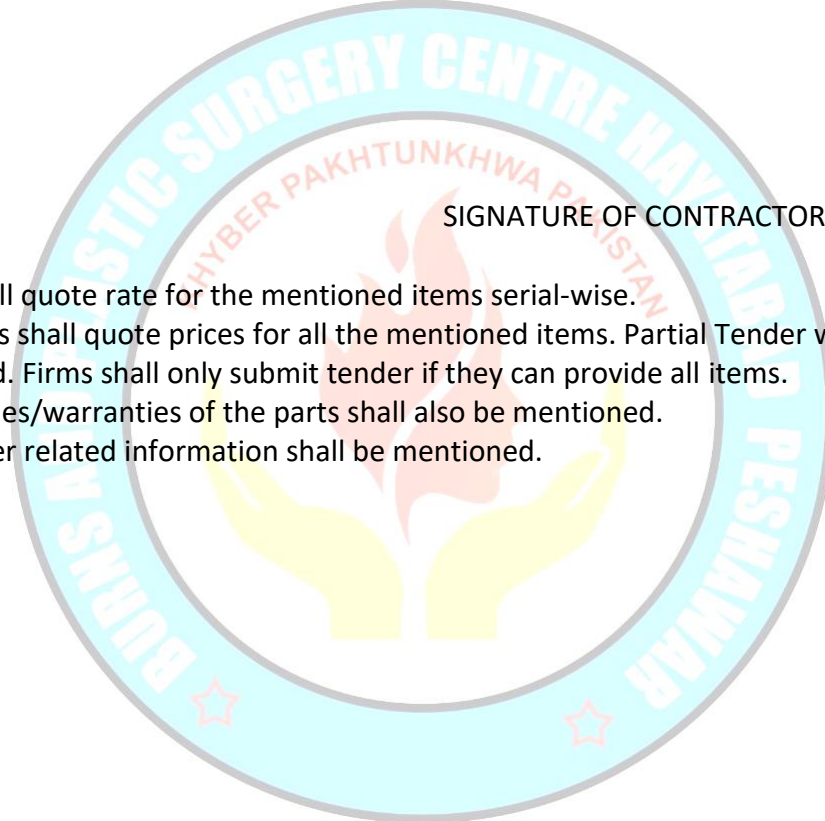 BURNS AND PLASTIC SURGERY CENTRE HAYATABAD PESHAWAR
KHYBER PAKHTUNKHWA PAKISTAN
SIGNATURE OF CONTRACTOR
ll quote rate for the mentioned items serial-wise.
s shall quote prices for all the mentioned items. Partial Tender w
d. Firms shall only submit tender if they can provide all items.
es/warranties of the parts shall also be mentioned.
er related information shall be mentioned.